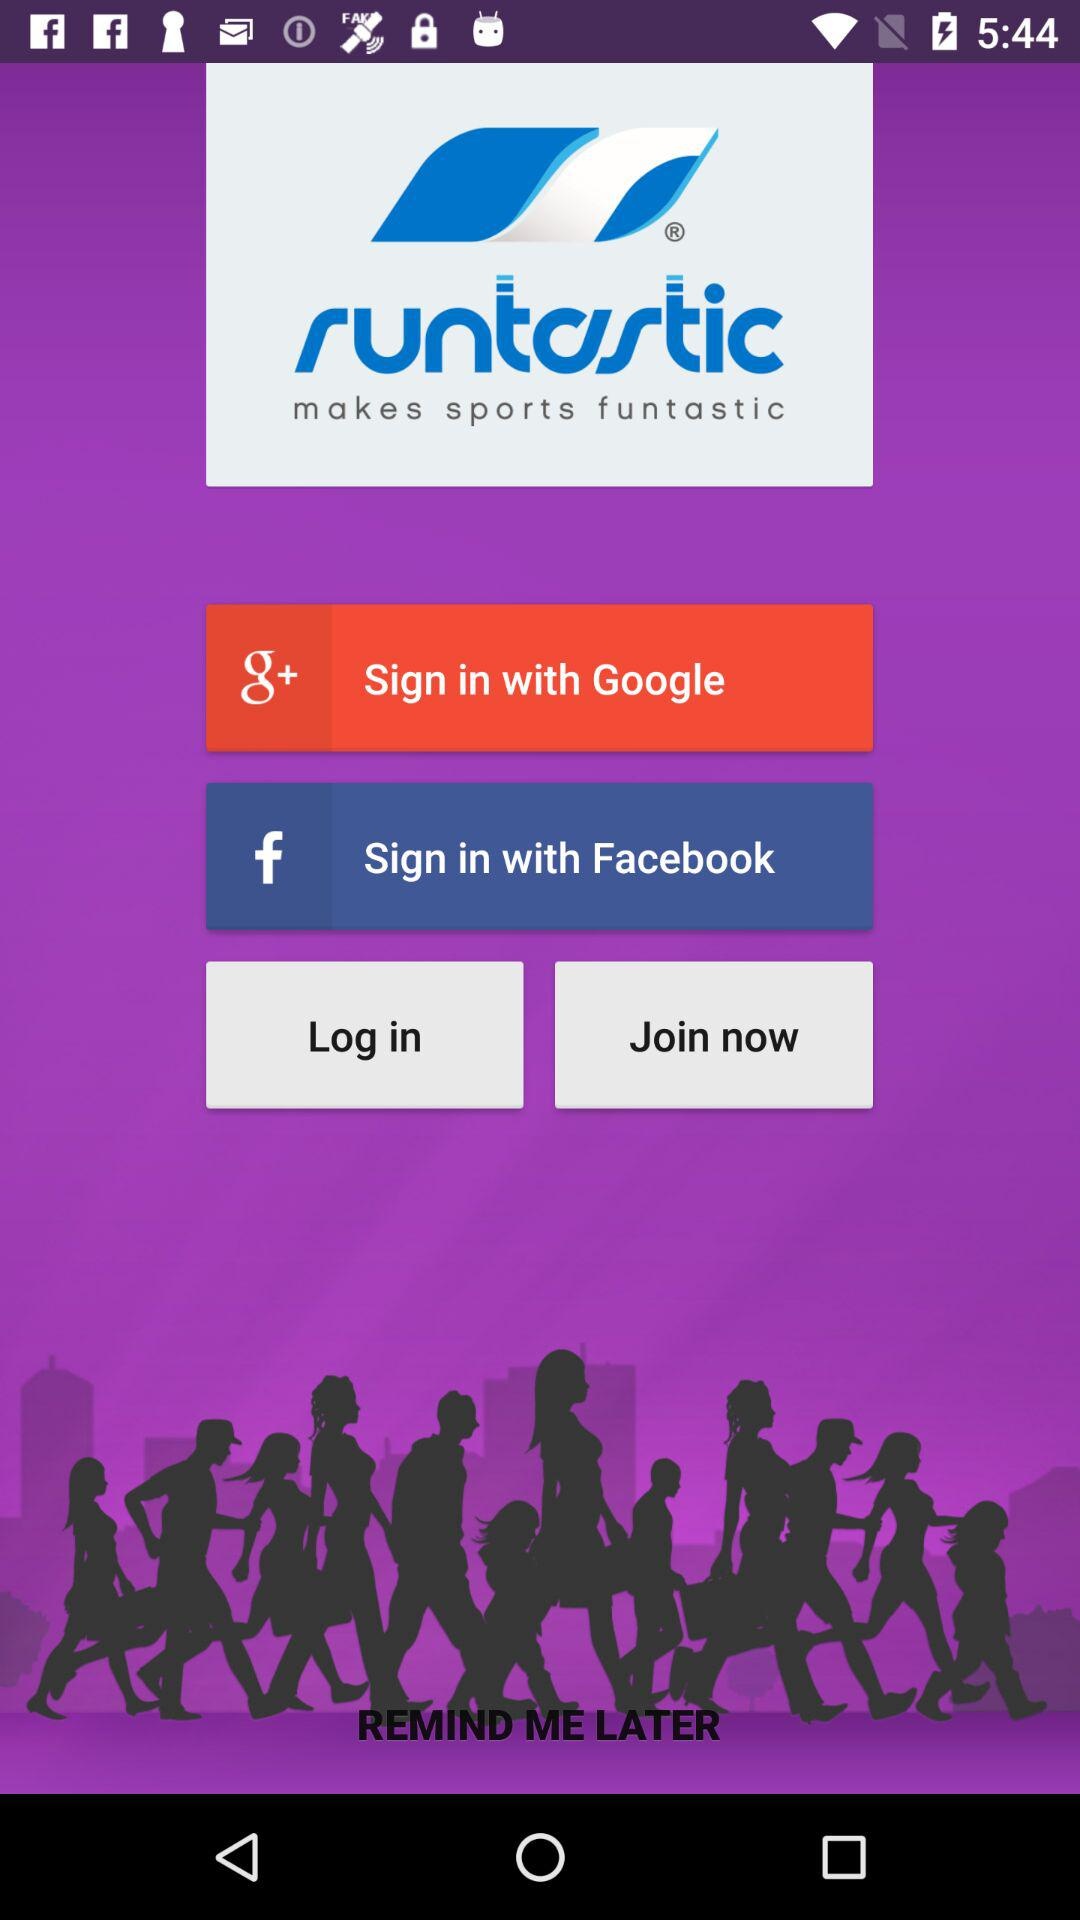 FAKE
5:44
®
runtastic
makes sports funtastic
g+ Sign in with Google
f Sign in with Facebook
Log in Join now
REMIND ME LATER